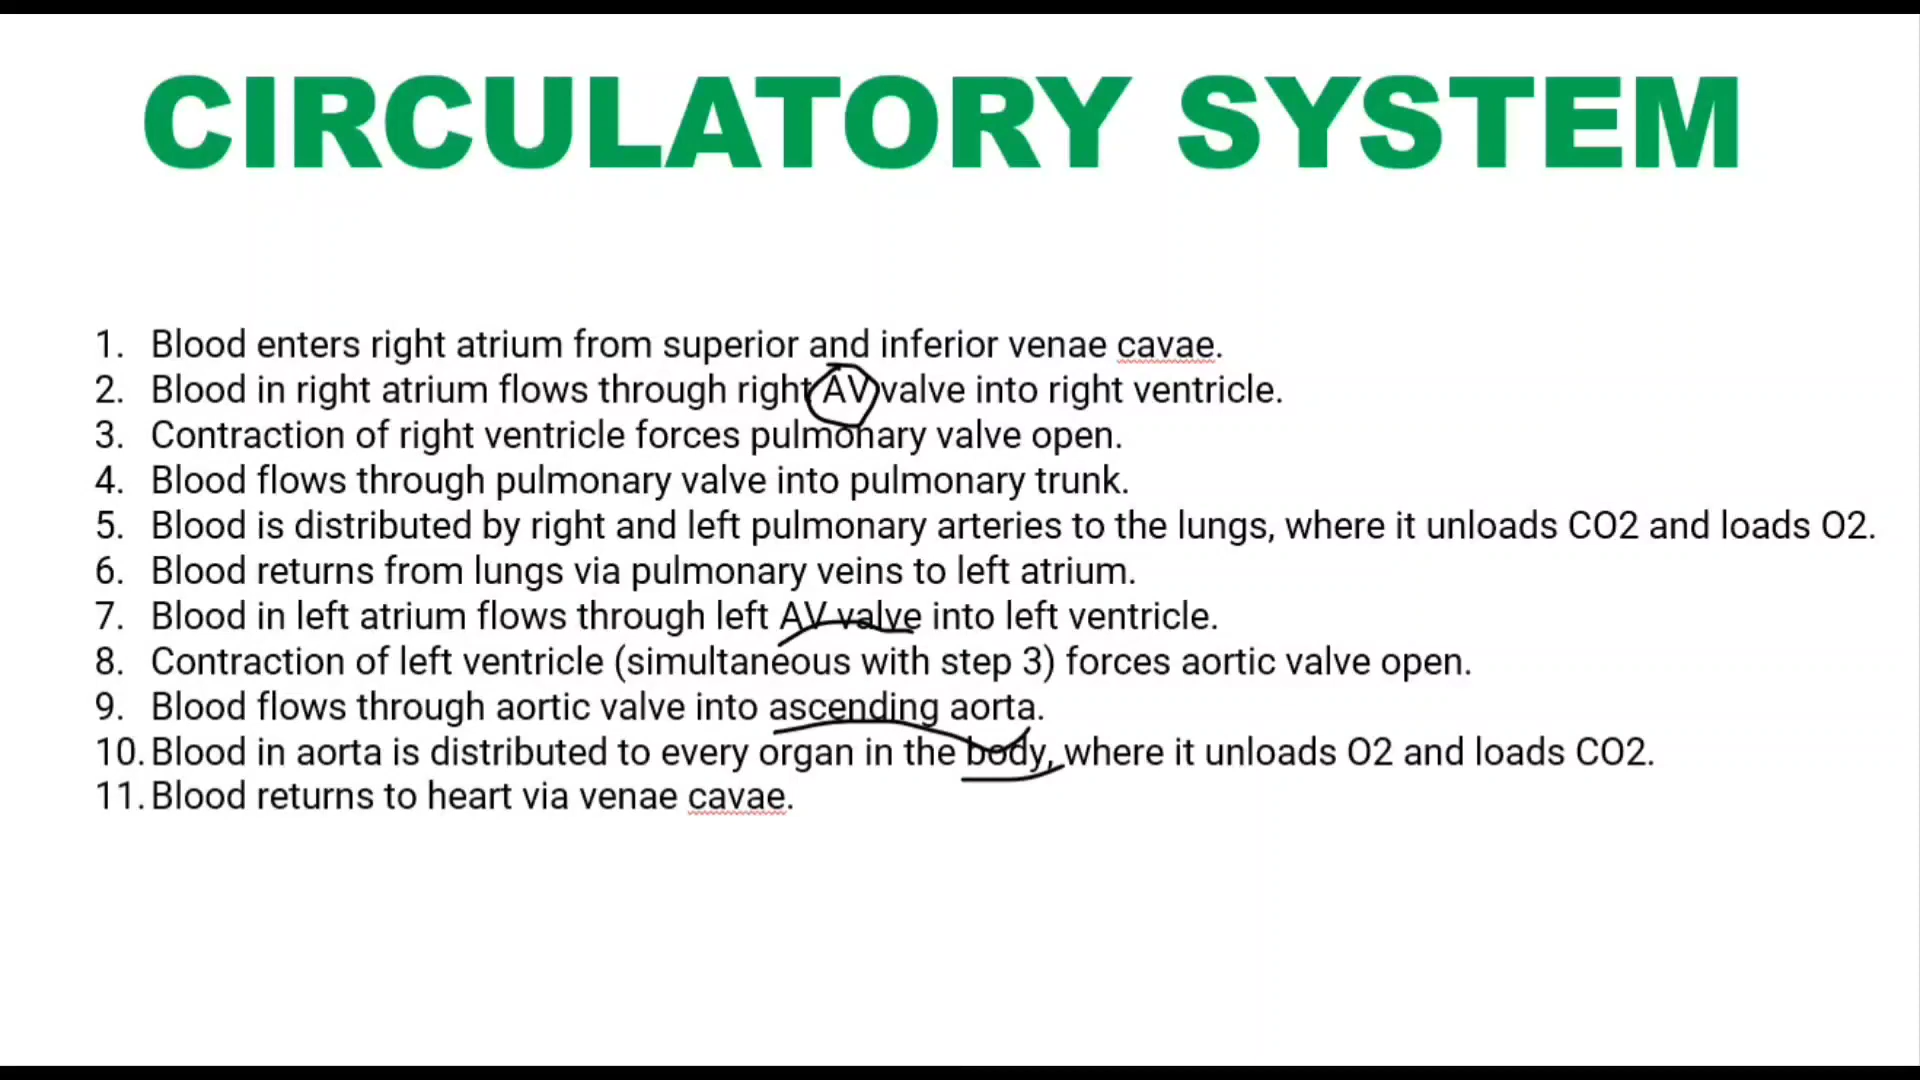 CIRCULATORY SYSTEM
1. Blood enters right atrium from superior and inferior venae cavae.
2. Blood in right atrium flows through right AV valve into right ventricle.
3. Contraction of right ventricle forces pulmonary valve open.
4. Blood flows through pulmonary valve into pulmonary trunk.
5. Blood is distributed by right and left pulmonary arteries to the lungs, where it unloads CO2 and loads O2.
6. Blood returns from lungs via pulmonary veins to left atrium.
7. Blood in left atrium flows through left AV valve into left ventricle.
8. Contraction of left ventricle (simultaneous with step 3) forces aortic valve open.
9. Blood flows through aortic valve into ascending aorta.
10. Blood in aorta is distributed to every organ in the body, where it unloads O2 and loads CO2.
11. Blood returns to heart via venae cavae.